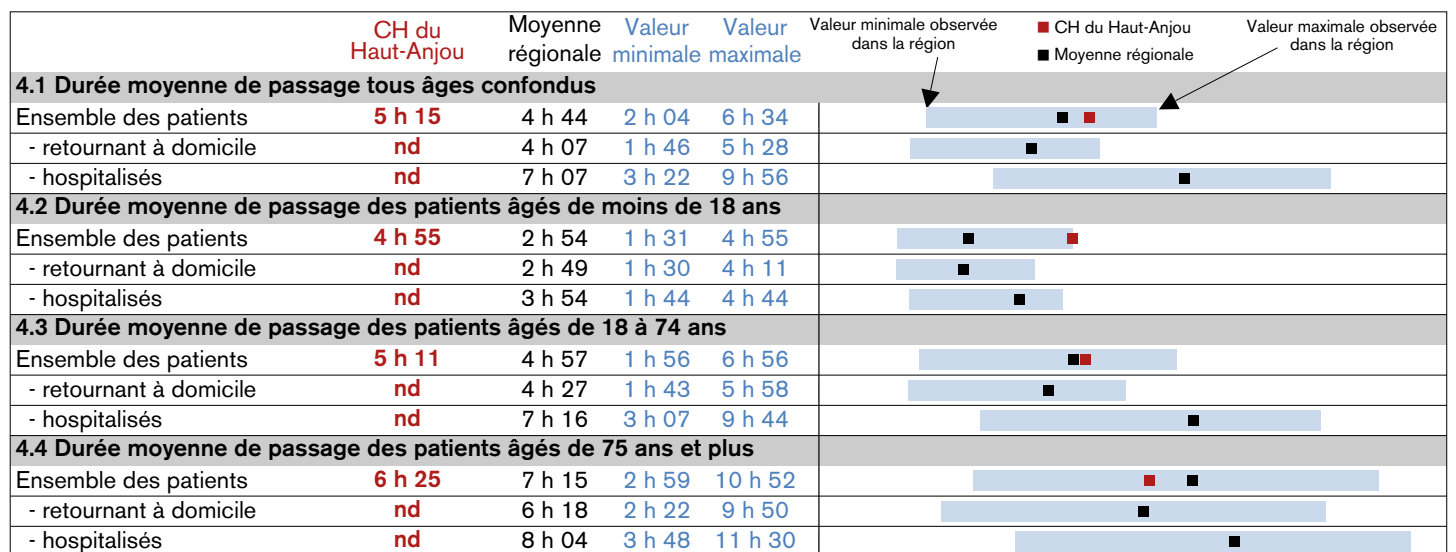 CH du Haut-Anjou Moyenne régionale Valeur minimale Valeur maximale
Valeur minimale observée dans la région
■ CH du Haut-Anjou
■ Moyenne régionale
Valeur maximale observée dans la région
4.1 Durée moyenne de passage tous âges confondus
Ensemble des patients 5 h 15 4 h 44 2 h 04 6 h 34
- retournant à domicile nd 4 h 07 1 h 46 5 h 28
- hospitalisés nd 7 h 07 3 h 22 9 h 56
4.2 Durée moyenne de passage des patients âgés de moins de 18 ans
Ensemble des patients 4 h 55 2 h 54 1 h 31 4 h 55
- retournant à domicile nd 2 h 49 1 h 30 4 h 11
- hospitalisés nd 3 h 54 1 h 44 4 h 44
4.3 Durée moyenne de passage des patients âgés de 18 à 74 ans
Ensemble des patients 5 h 11 4 h 57 1 h 56 6 h 56
- retournant à domicile nd 4 h 27 1 h 43 5 h 58
- hospitalisés nd 7 h 16 3 h 07 9 h 44
4.4 Durée moyenne de passage des patients âgés de 75 ans et plus
Ensemble des patients 6 h 25 7 h 15 2 h 59 10 h 52
- retournant à domicile nd 6 h 18 2 h 22 9 h 50
- hospitalisés nd 8 h 04 3 h 48 11 h 30